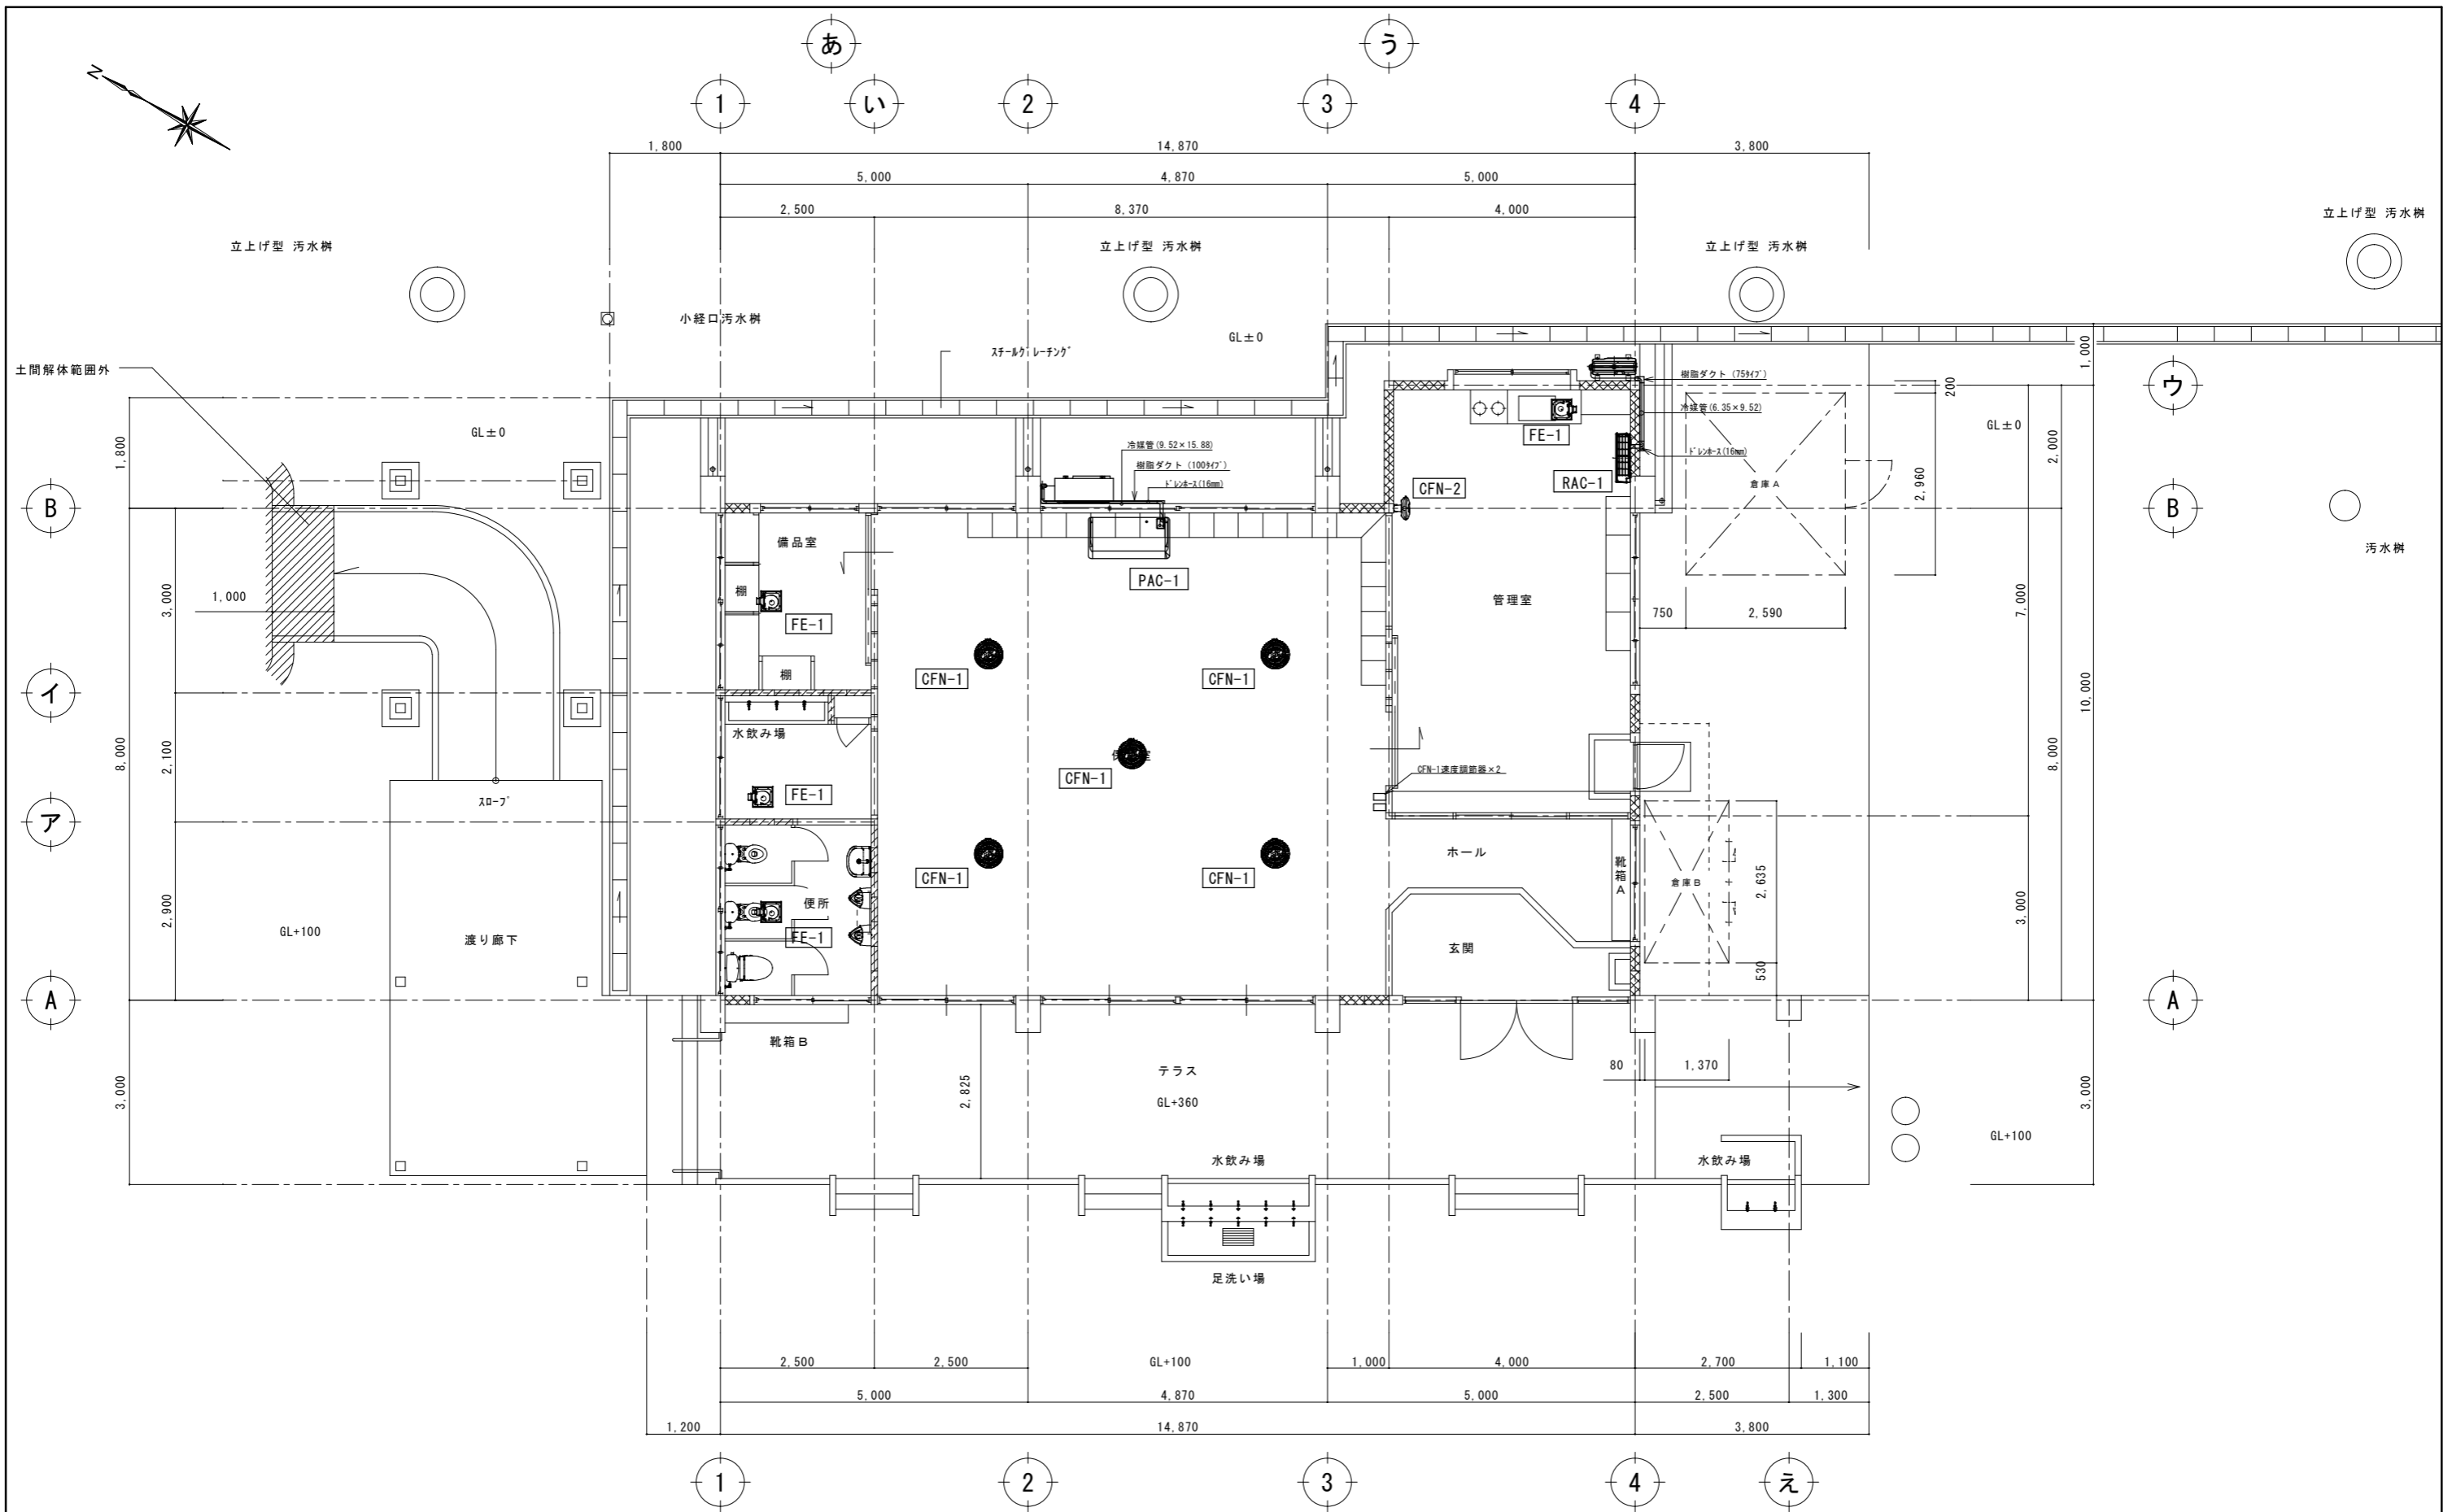 あ
う
1
い
2
3
4
N
1,800
14,870
3,800
5,000
4,870
5,000
2,500
8,370
4,000
立上げ型 汚水桝
立上げ型 汚水桝
立上げ型 汚水桝
立上げ型 汚水桝
小経口汚水桝
GL±0
スチールグレーチング
土間解体範囲外
1,000
樹脂ダクト (75タイプ)
200
ウ
冷媒管(6.35×9.52)
GL±0
GL±0
1,800
FE-1
冷媒管(9.52×15.88)
樹脂ダクト (100タイプ)
ドレンホース(16mm)
ドレンホース(16mm)
2,000
CFN-2
RAC-1
倉庫A
2,960
B
B
備品室
汚水桝
PAC-1
棚
管理室
3,000
1,000
750
2,590
7,000
FE-1
CFN-1
CFN-1
棚
イ
10,000
水飲み場
8,000
2,100
CFN-1
CFN-1速度調節器×2
8,000
FE-1
スロープ
ア
ホール
靴箱A
倉庫B
2,635
CFN-1
CFN-1
便所
2,900
3,000
GL+100
渡り廊下
FE-1
玄関
530
A
A
靴箱B
テラス
80
1,370
2,825
GL+360
3,000
3,000
GL+100
水飲み場
水飲み場
足洗い場
2,500
2,500
GL+100
1,000
4,000
2,700
1,100
5,000
4,870
5,000
2,500
1,300
1,200
14,870
3,800
1
2
3
4
え